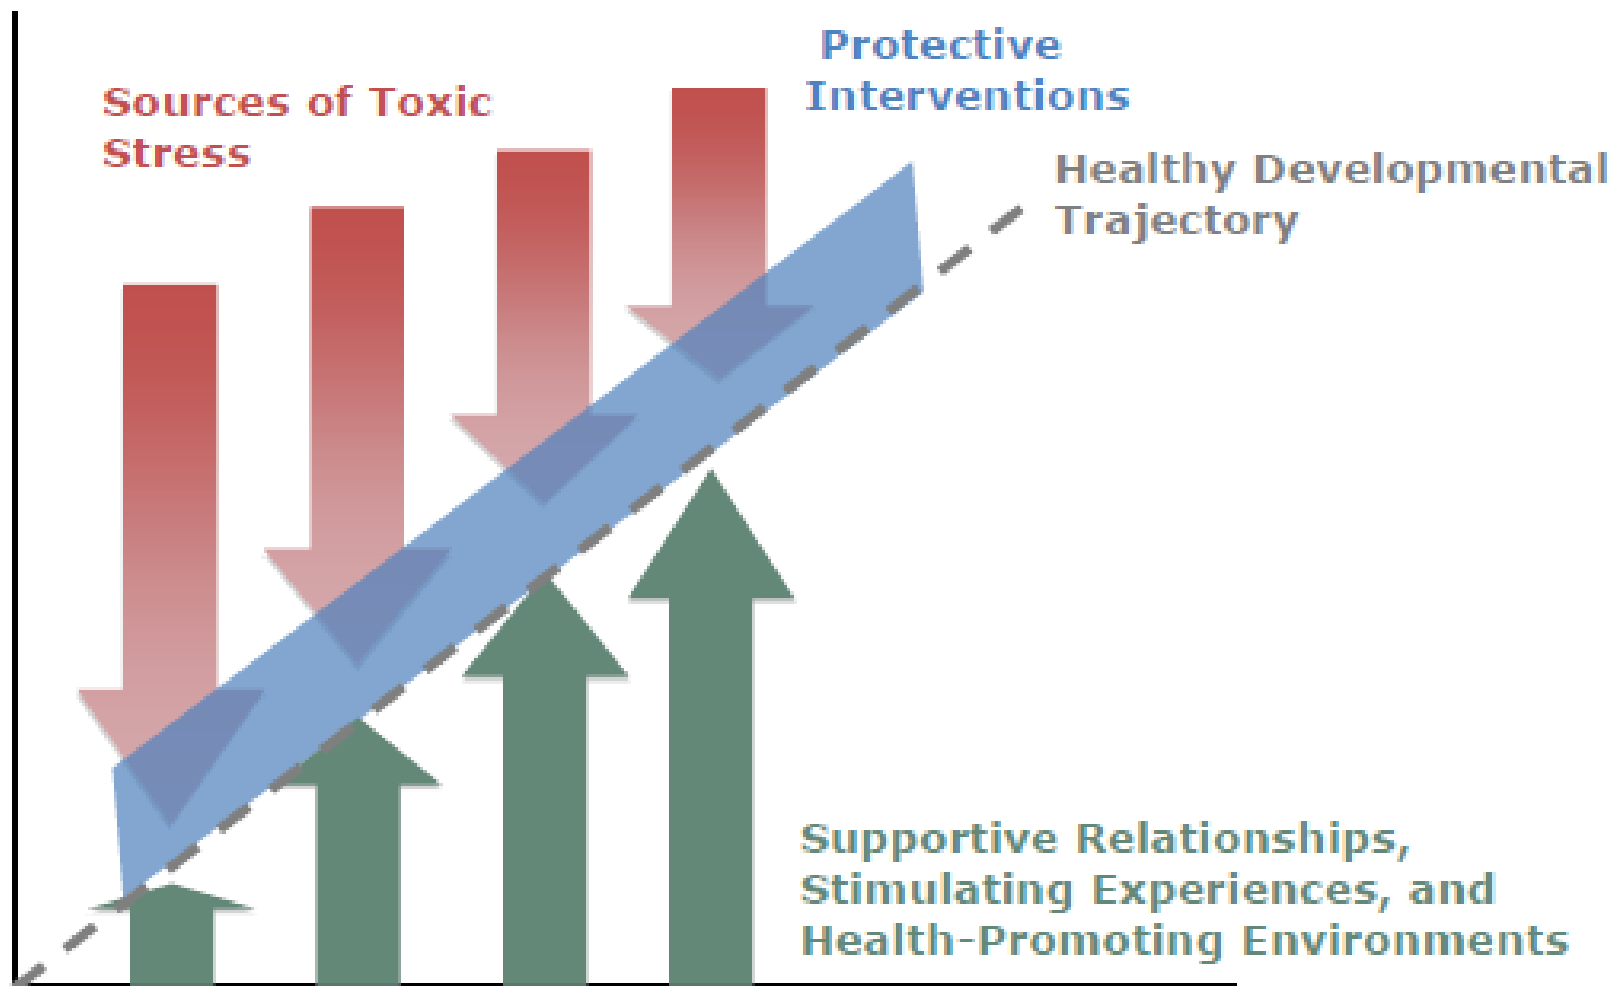 Protective
Interventions
Sources of Toxic
Stress
Healthy Developmental
Trajectory
Supportive Relationships,
Stimulating Experiences, and
Health-Promoting Environments